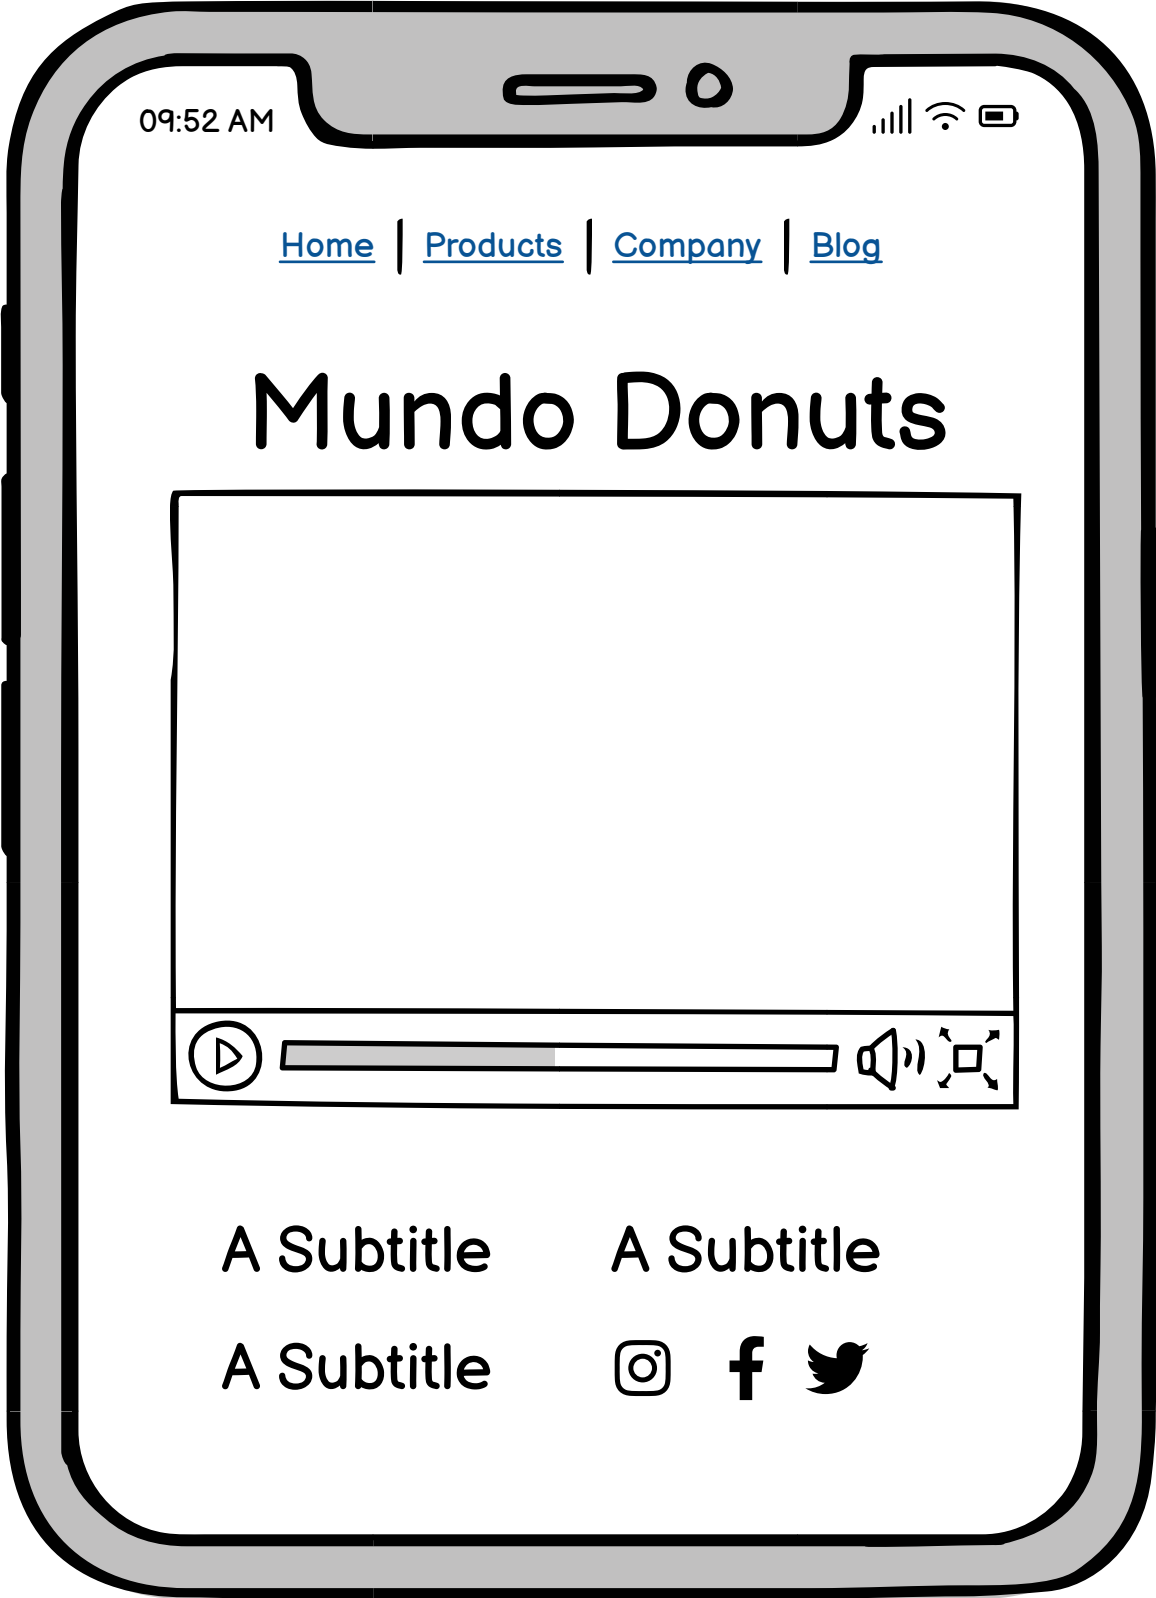 09:52 AM
Home | Products | Company | Blog
Mundo Donuts
A Subtitle A Subtitle
A Subtitle